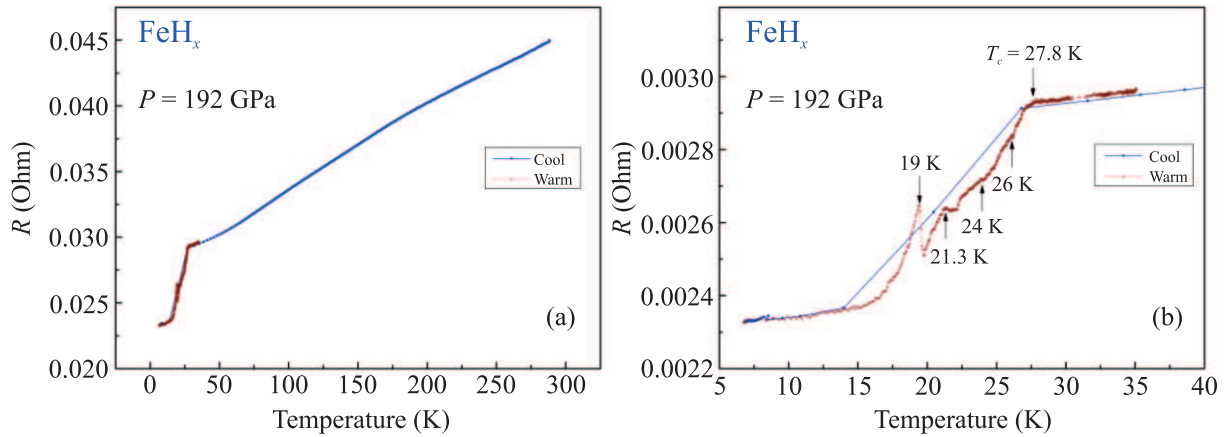 FeHx
P = 192 GPa
Cool
Warm
(a)
R (Ohm)
0.045
0.040
0.035
0.030
0.025
0.020
0 50 100 150 200 250 300
Temperature (K)
FeHx
P = 192 GPa
Tc = 27.8 K
Cool
Warm
19 K
26 K
24 K
21.3 K
(b)
R (Ohm)
0.0030
0.0028
0.0026
0.0024
0.0022
5 10 15 20 25 30 35 40
Temperature (K)